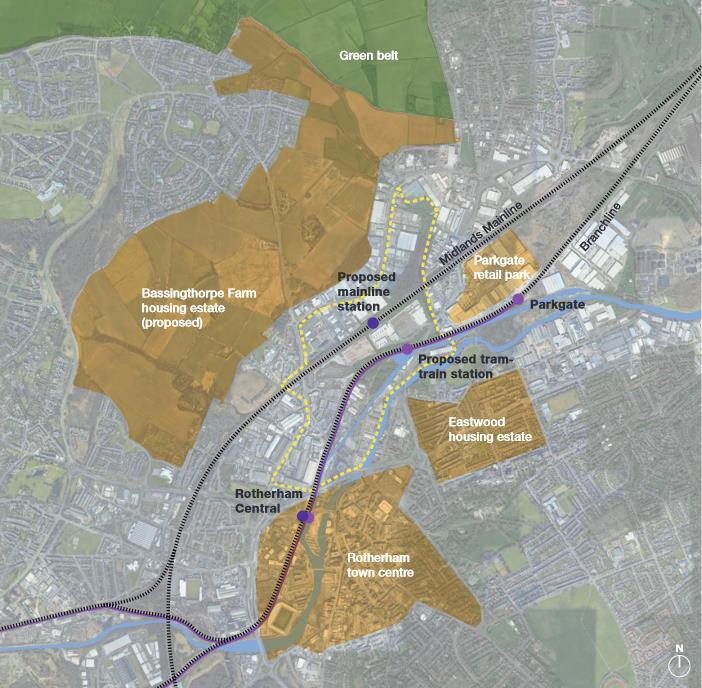 Green belt
Midlands Mainline
Branchline
Parkgate
retail park
Proposed
mainline
station
Bassingthorpe Farm
housing estate
(proposed)
Parkgate
Proposed tram-
train station
Eastwood
housing estate
Rotherham
Central
Rotherham
town centre
N